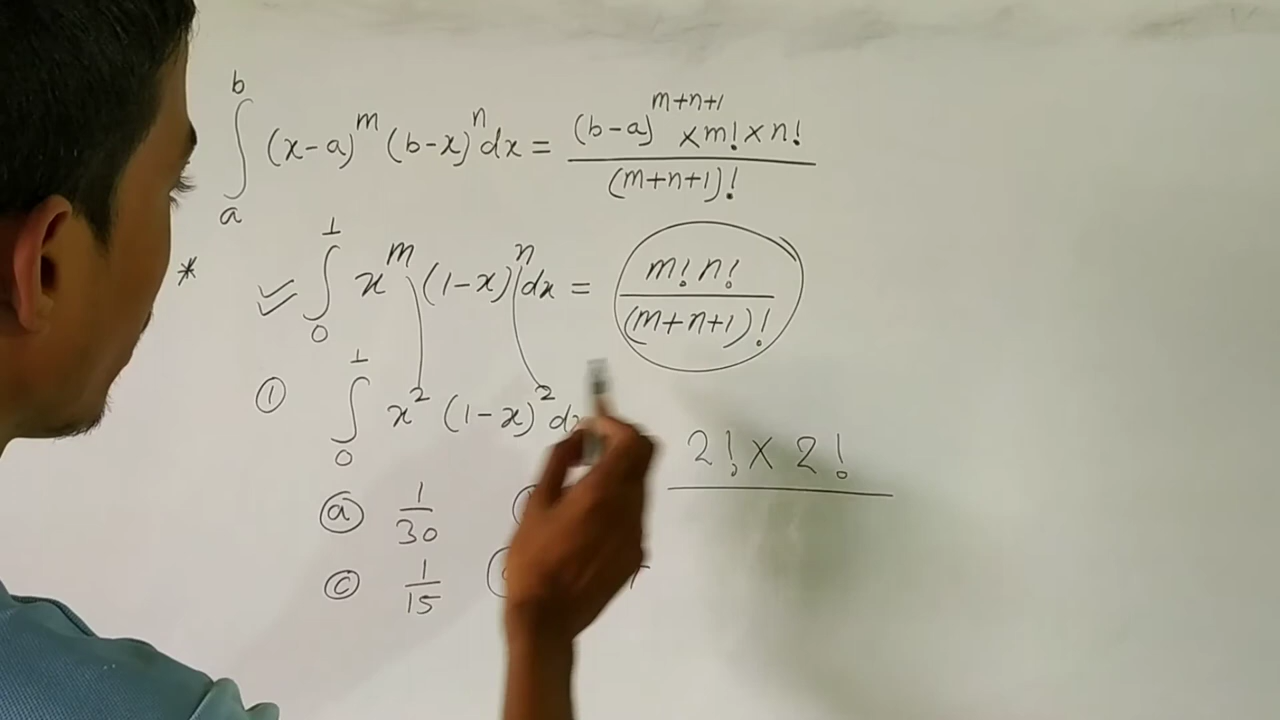 ∫ₐᵇ (x-a)^m (b-x)^n dx = (b-a)^(m+n+1) × m! × n! / (m+n+1)!
* ∫₀¹ x^m (1-x)^n dx = m! n! / (m+n+1)!
① ∫₀¹ x² (1-x)² dx 2! × 2!
ⓐ 1/30
ⓒ 1/15